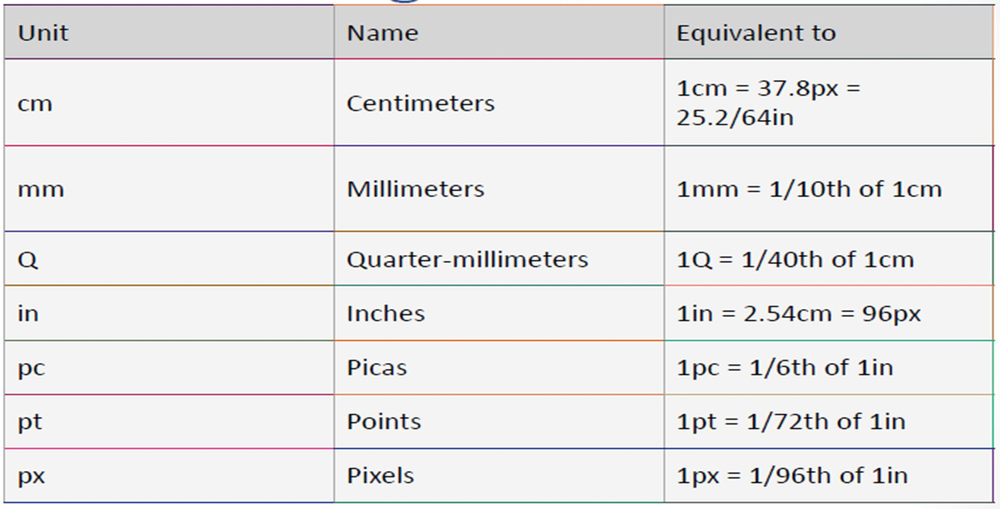 Unit Name Equivalent to
cm Centimeters 1cm = 37.8px =
25.2/64in
mm Millimeters 1mm = 1/10th of 1cm
Q Quarter-millimeters 1Q = 1/40th of 1cm
in Inches 1in = 2.54cm = 96px
pc Picas 1pc = 1/6th of 1in
pt Points 1pt = 1/72th of 1in
px Pixels 1px = 1/96th of 1in